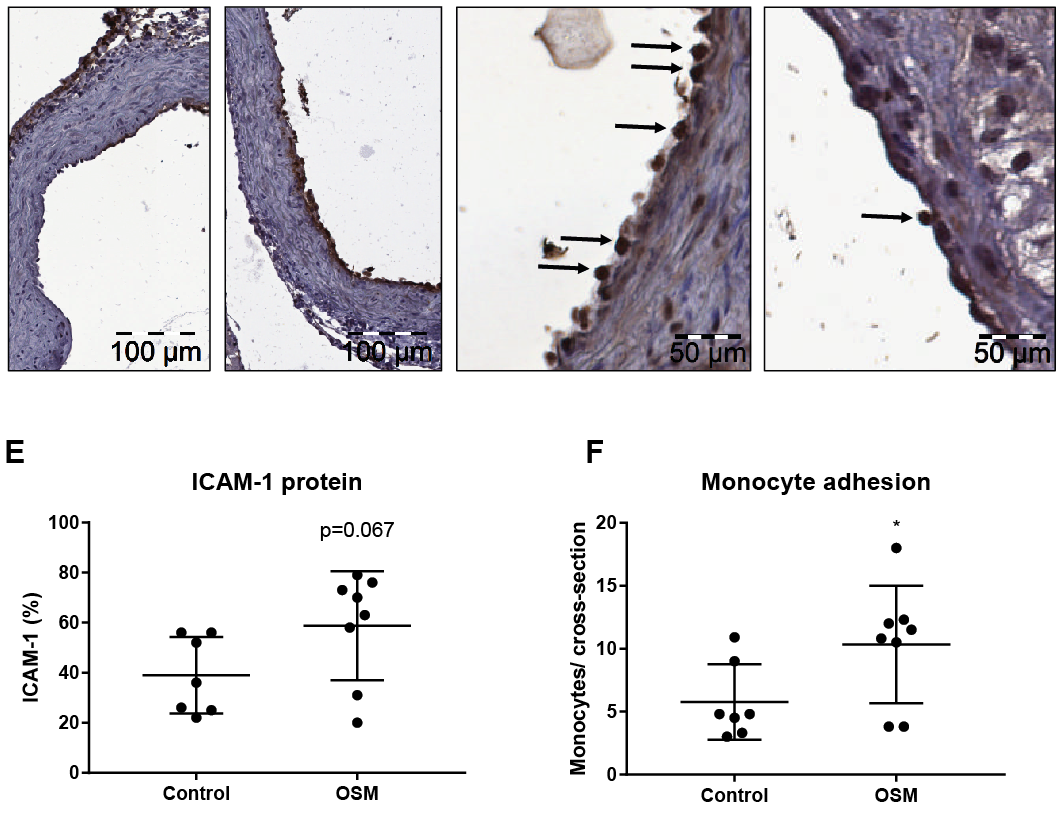 100 µm
100 µm
50 µm
50 µm
E
F
ICAM-1 protein
Monocyte adhesion
ICAM-1 (%)
100
80
60
40
20
0
p=0.067
Control
OSM
Monocytes/ cross-section
20
15
10
5
0
*
Control
OSM